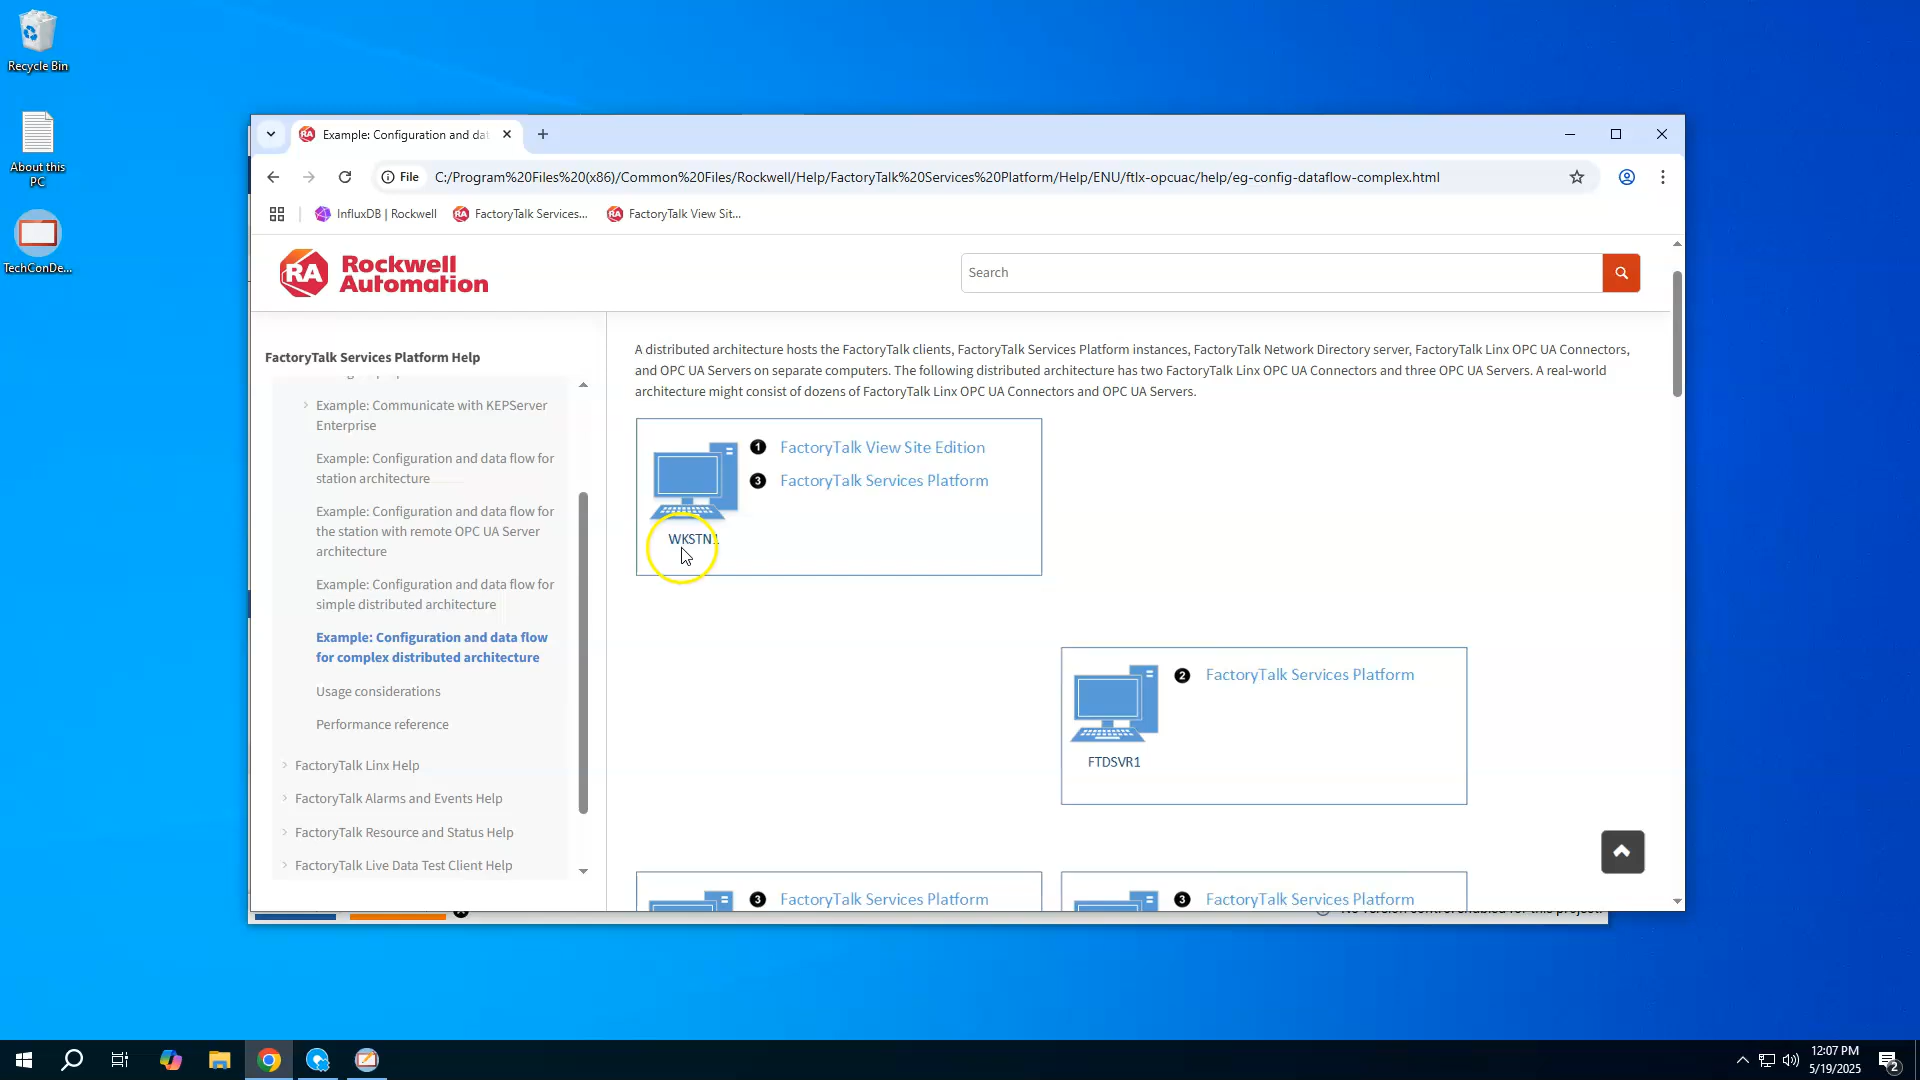 Recycle Bin
About this
PC
TechConDe...
Example: Configuration and dat
File
C:/Program%20Files%20(x86)/Common%20Files/Rockwell/Help/FactoryTalk%20Services%20Platform/Help/ENU/ftlx-opcuac/help/eg-config-dataflow-complex.html
InfluxDB | Rockwell
FactoryTalk Services...
FactoryTalk View Sit...
RA Rockwell
Automation
Search
FactoryTalk Services Platform Help
Example: Communicate with KEPServer
Enterprise
Example: Configuration and data flow for
station architecture
Example: Configuration and data flow for
the station with remote OPC UA Server
architecture
Example: Configuration and data flow for
simple distributed architecture
Example: Configuration and data flow
for complex distributed architecture
Usage considerations
Performance reference
FactoryTalk Linx Help
FactoryTalk Alarms and Events Help
FactoryTalk Resource and Status Help
FactoryTalk Live Data Test Client Help
A distributed architecture hosts the FactoryTalk clients, FactoryTalk Services Platform instances, FactoryTalk Network Directory server, FactoryTalk Linx OPC UA Connectors,
and OPC UA Servers on separate computers. The following distributed architecture has two FactoryTalk Linx OPC UA Connectors and three OPC UA Servers. A real-world
architecture might consist of dozens of FactoryTalk Linx OPC UA Connectors and OPC UA Servers.
1 FactoryTalk View Site Edition
3 FactoryTalk Services Platform
WKSTN1
2 FactoryTalk Services Platform
FTDSVR1
3 FactoryTalk Services Platform
3 FactoryTalk Services Platform
12:07 PM
5/19/2025
2